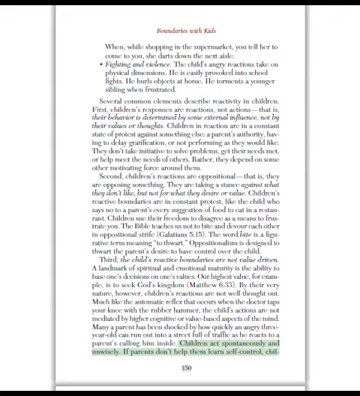 Boundaries with Kids
When, while shopping in the supermarket, you tell her to
come to you, she darts down the next aisle.
• Fighting and violence. The child's angry reactions take on
physical dimensions. He is easily provoked into school
fights. He hurls objects at home. He torments a younger
sibling when frustrated.
Several common elements describe reactivity in children.
First, children's responses are reactions, not actions—that is,
their behavior is determined by some external influence, not by
their values or thoughts. Children in reaction are in a constant
state of protest against something else: a parent's authority, hav-
ing to delay gratification, or not performing as they would like.
They don't take initiative to solve problems, get their needs met,
or help meet the needs of others. Rather, they depend on some
other motivating force around them.
Second, children's reactions are oppositional—that is, they
are opposing something. They are taking a stance against what
they don't like, but not for what they desire or value. Children's
reactive boundaries are in constant protest, like the child who
says no to a parent's every suggestion of food to eat in a restau-
rant. Children use their freedom to disagree as a means to frus-
trate you. The Bible teaches us not to bite and devour each other
in oppositional strife (Galatians 5:15). The word bite is a figu-
rative term meaning "to thwart." Oppositionalism is designed to
thwart the parent's desire to have control over the child.
Third, the child's reactive boundaries are not value driven.
A landmark of spiritual and emotional maturity is the ability to
base one's decisions on one's values. Our highest value, for exam-
ple, is to seek God's kingdom (Matthew 6:33). By their very
nature, however, children's reactions are not well thought out.
Much like the automatic reflex that occurs when the doctor taps
your knee with the rubber hammer, the child's actions are not
mediated by higher cognitive or value-based aspects of the mind.
Many a parent has been shocked by how quickly an angry three-
year-old can run out into a street full of traffic as he reacts to a
parent's calling him inside. Children act spontaneously and
unwisely. If parents don't help them learn self-control, chil-
150